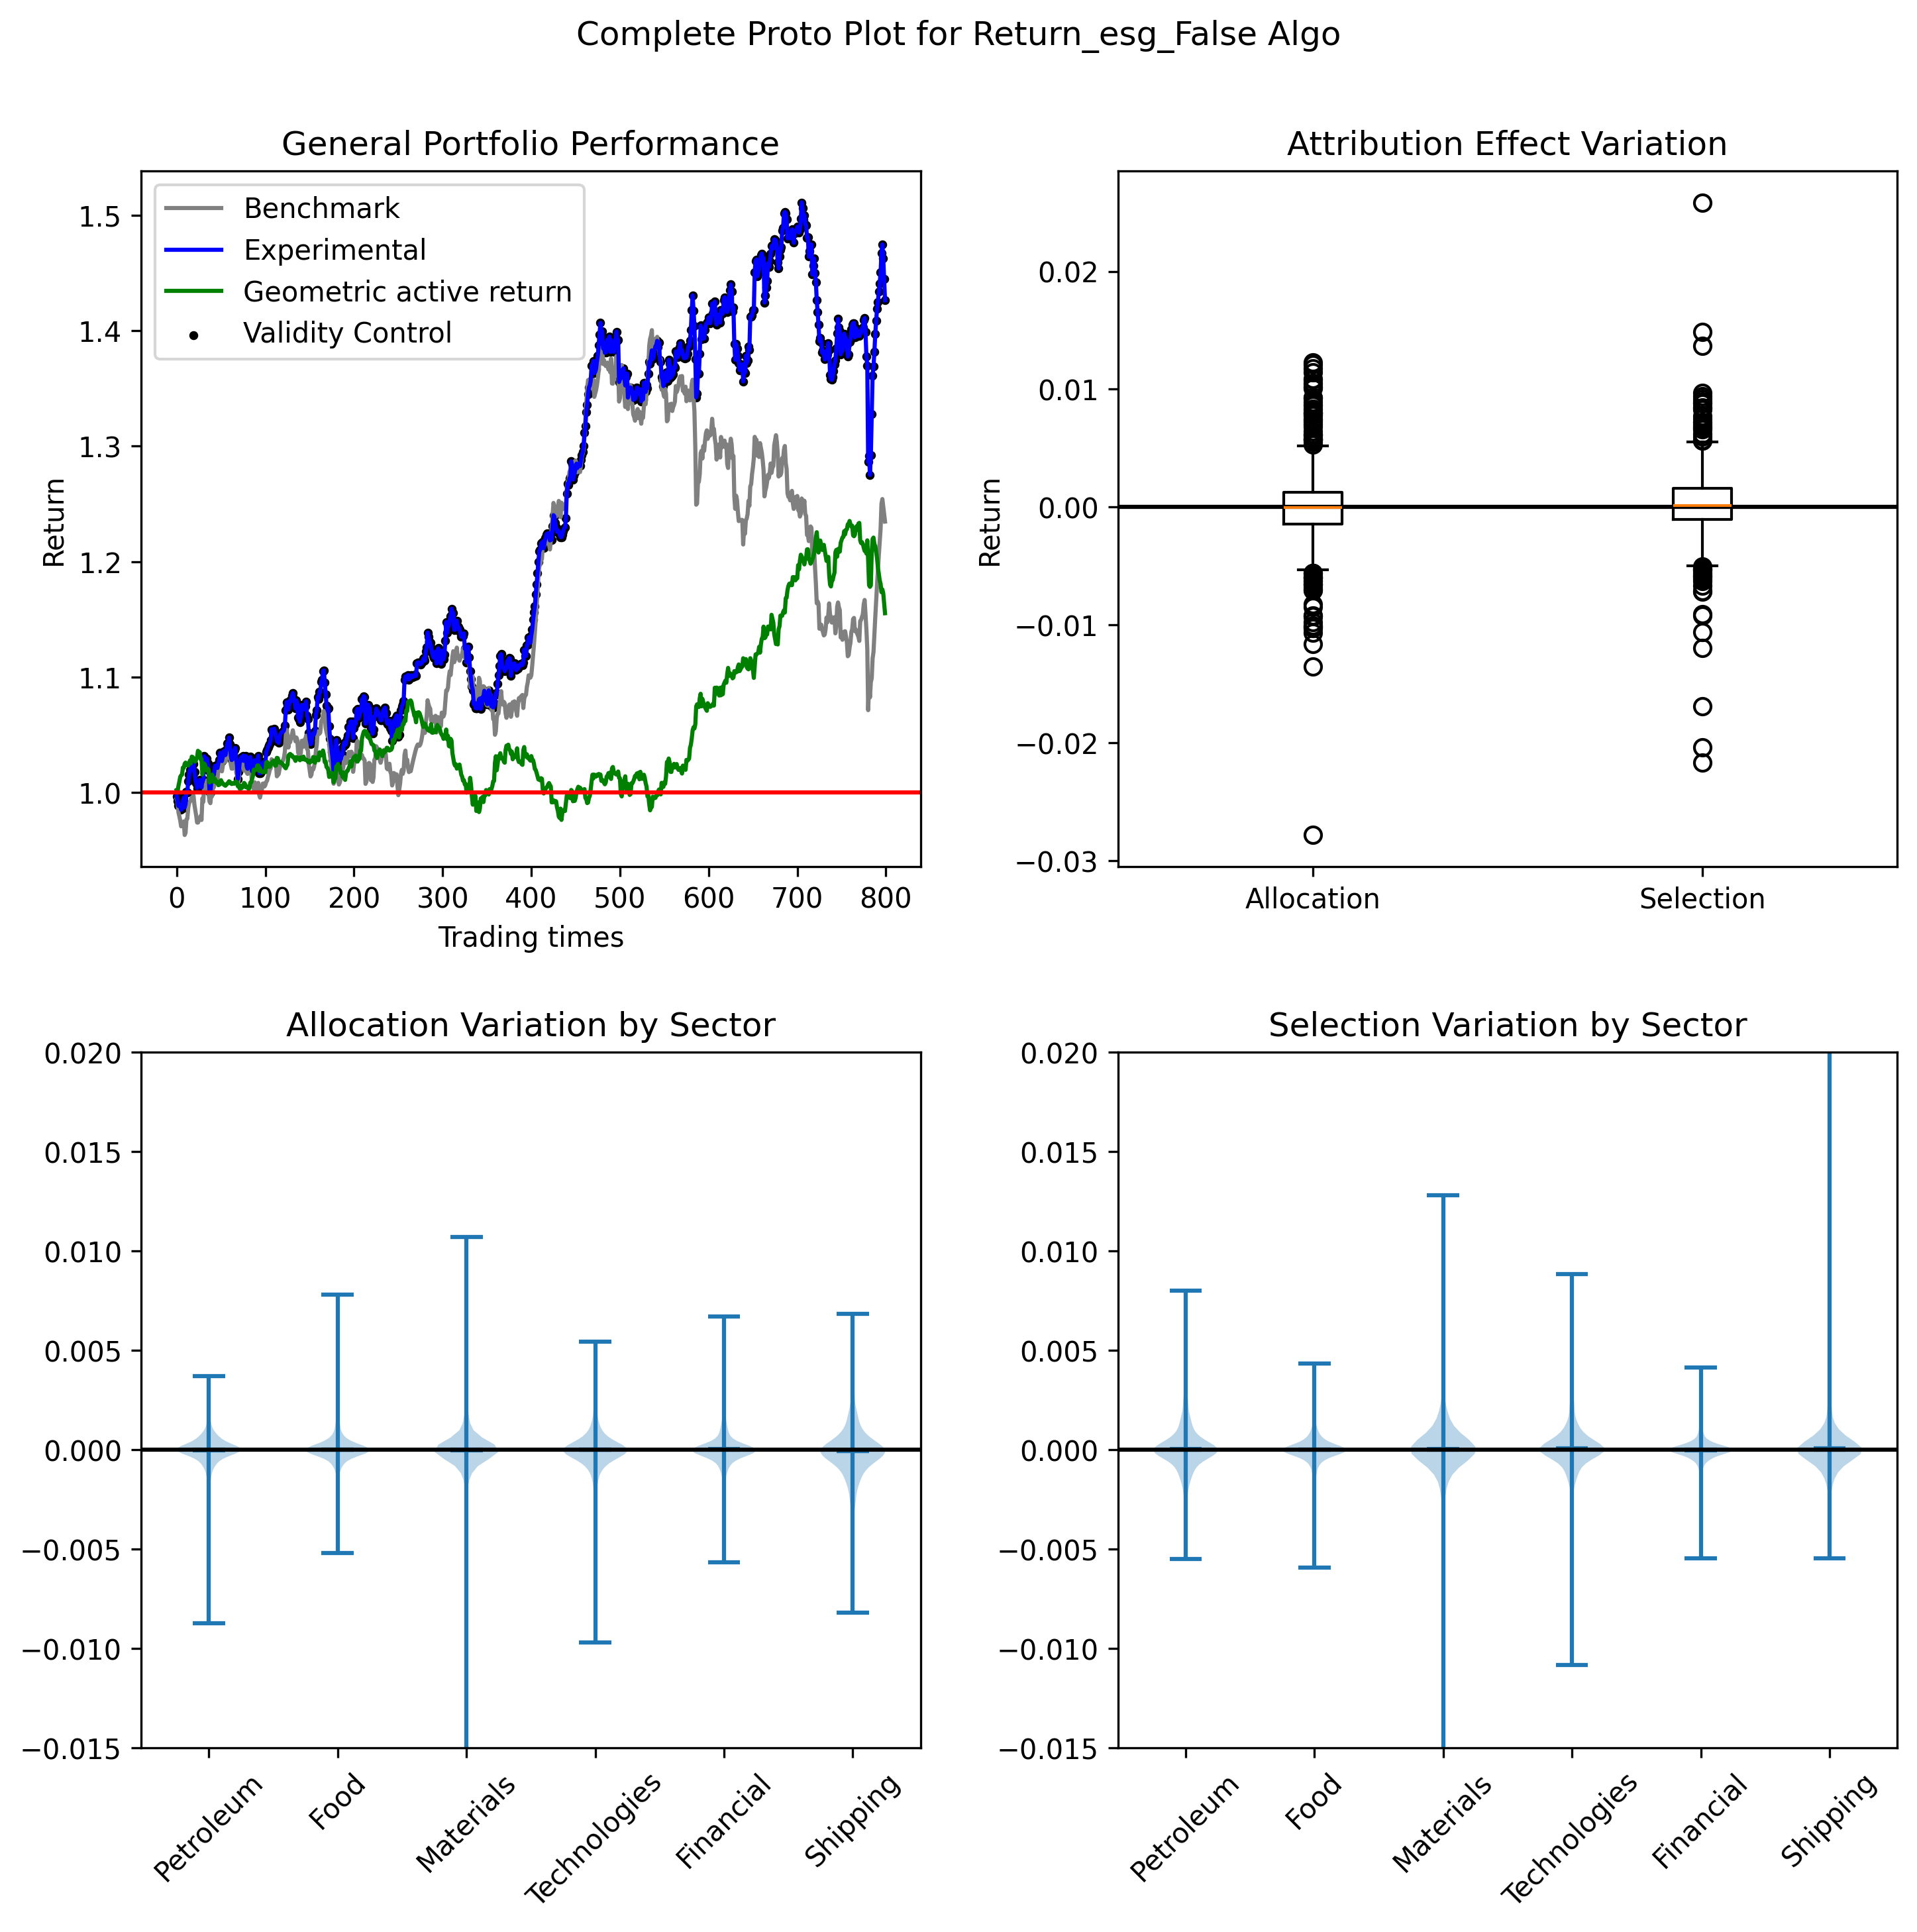 Complete Proto Plot for Return_esg_False Algo
General Portfolio Performance
Benchmark
Experimental
Geometric active return
Validity Control
1.5
1.4
1.3
1.2
1.1
1.0
Return
0 100 200 300 400 500 600 700 800
Trading times
Attribution Effect Variation
0.02
0.01
0.00
−0.01
−0.02
−0.03
Return
Allocation Selection
Allocation Variation by Sector
0.020
0.015
0.010
0.005
0.000
−0.005
−0.010
−0.015
Petroleum Food Materials Technologies Financial Shipping
Selection Variation by Sector
0.020
0.015
0.010
0.005
0.000
−0.005
−0.010
−0.015
Petroleum Food Materials Technologies Financial Shipping